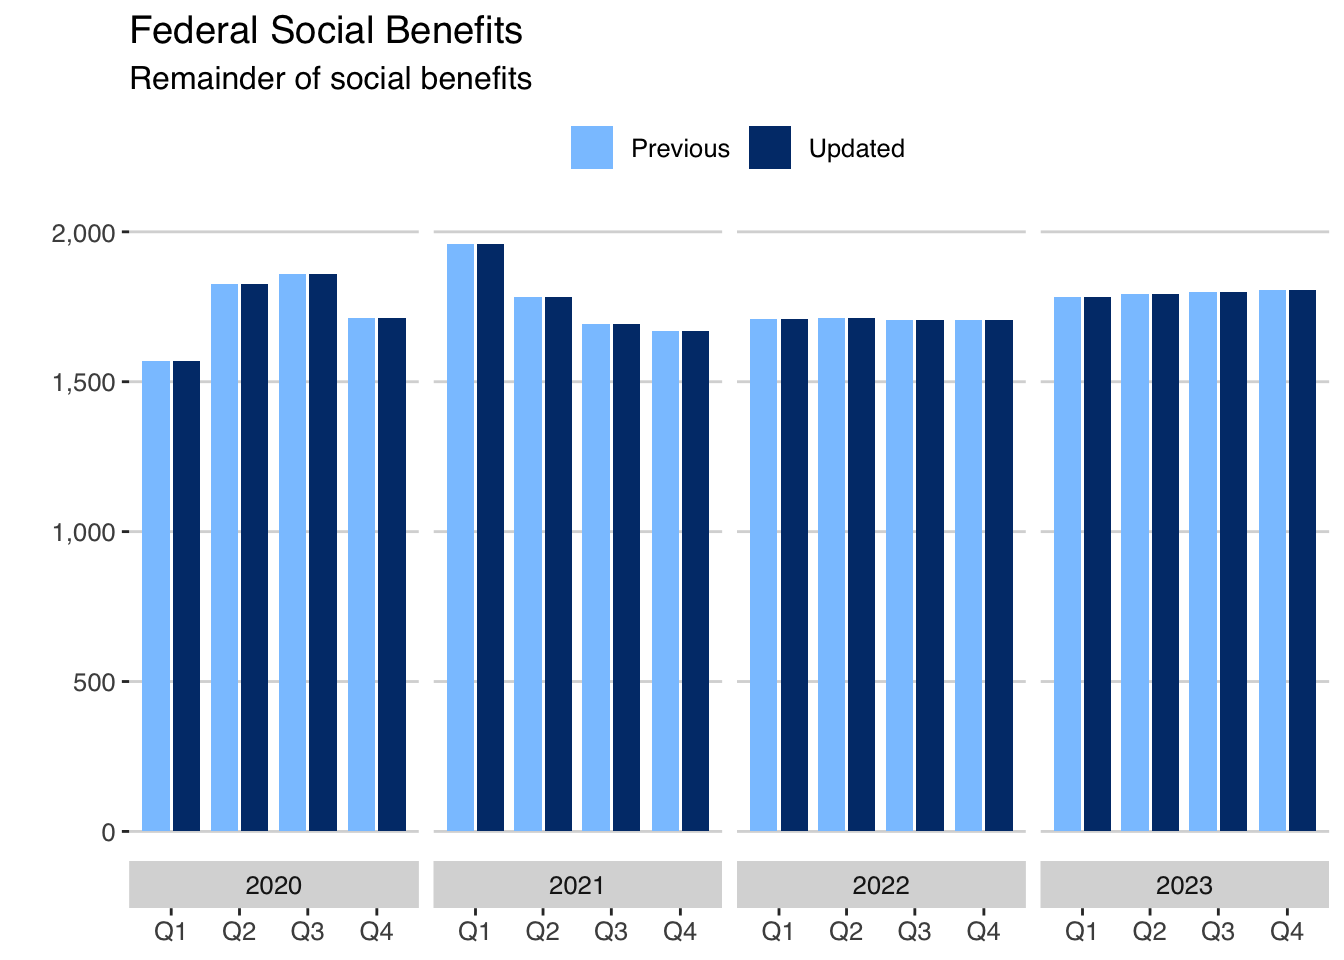 Federal Social Benefits
Remainder of social benefits
Previous Updated
2,000
1,500
1,000
500
0
2020 2021 2022 2023
Q1 Q2 Q3 Q4 Q1 Q2 Q3 Q4 Q1 Q2 Q3 Q4 Q1 Q2 Q3 Q4